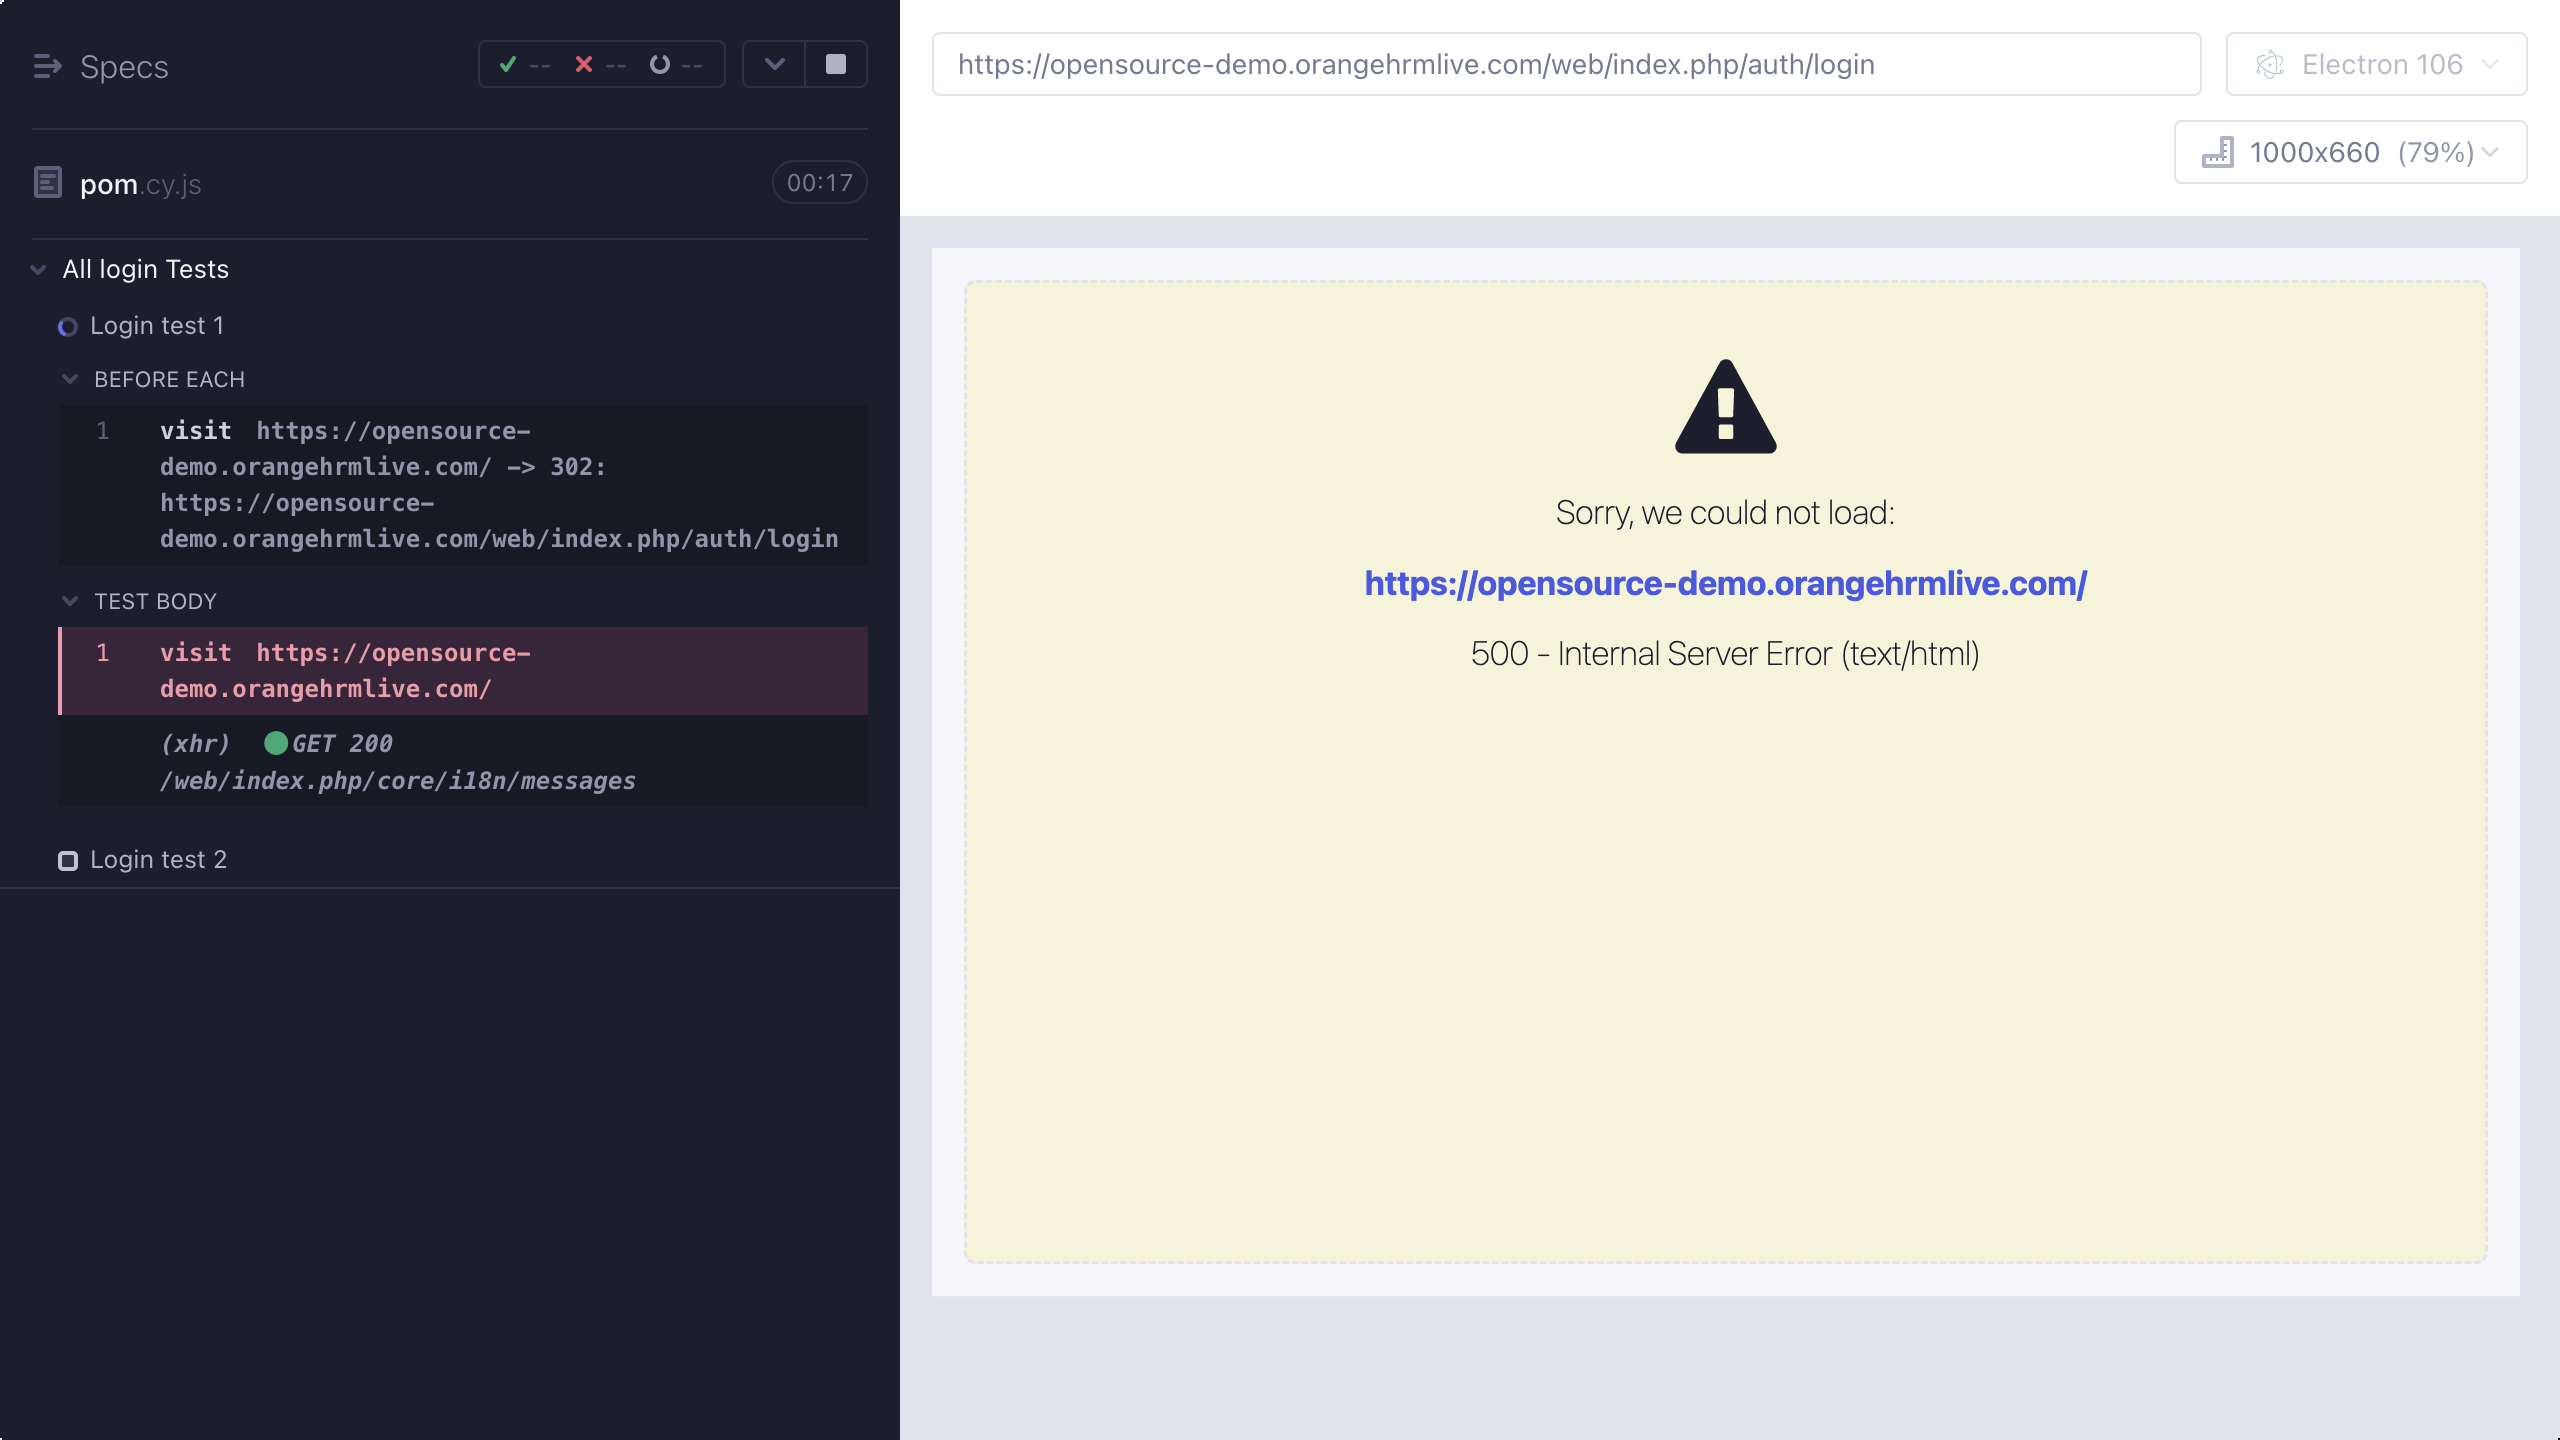 Specs
-- -- --
pom.cy.js
00:17
All login Tests
Login test 1
BEFORE EACH
1 visit https://opensource-
demo.orangehrmlive.com/ -> 302:
https://opensource-
demo.orangehrmlive.com/web/index.php/auth/login
TEST BODY
1 visit https://opensource-
demo.orangehrmlive.com/
(xhr) GET 200
/web/index.php/core/i18n/messages
Login test 2
https://opensource-demo.orangehrmlive.com/web/index.php/auth/login
Electron 106
1000x660 (79%)
Sorry, we could not load:
https://opensource-demo.orangehrmlive.com/
500 - Internal Server Error (text/html)